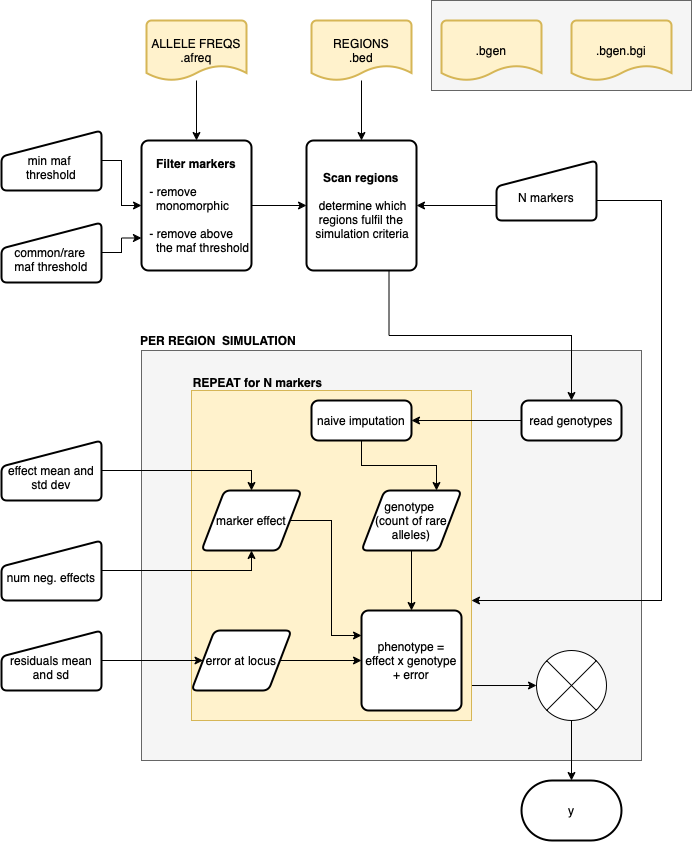 ALLELE FREQS
.afreq
REGIONS
.bed
.bgen
.bgen.bgi
min maf
threshold
common/rare
maf threshold
Filter markers
- remove
monomorphic
- remove above
the maf threshold
Scan regions
determine which
regions fulfil the
simulation criteria
N markers
PER REGION SIMULATION
REPEAT for N markers
naive imputation
read genotypes
effect mean and
std dev
marker effect
genotype
(count of rare
alleles)
num neg. effects
residuals mean
and sd
error at locus
phenotype =
effect x genotype
+ error
y